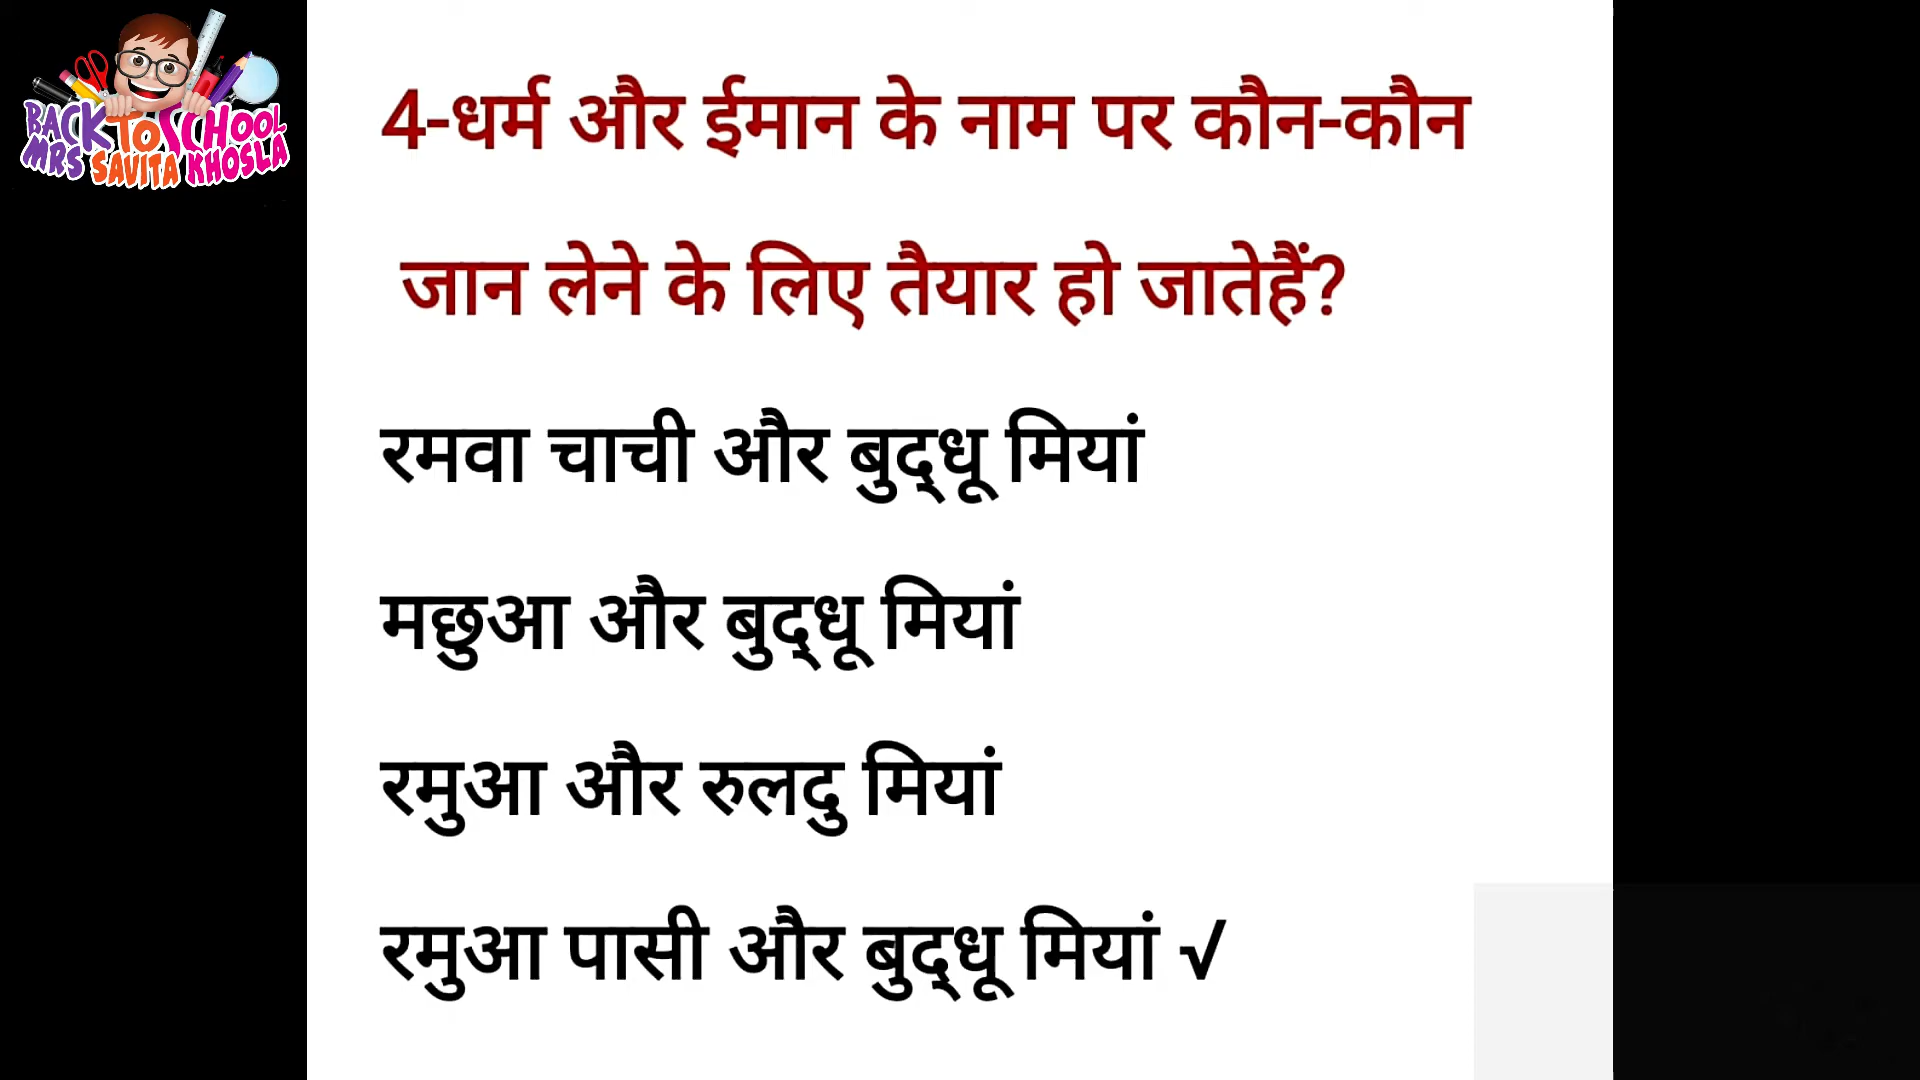 BACK TO SCHOOL
MRS SAVITA KHOSLA
4-धर्म और ईमान के नाम पर कौन-कौन
जान लेने के लिए तैयार हो जातेहैं?
रमवा चाची और बुद्‌धू मियां
मछुआ और बुद्‌धू मियां
रमुआ और रुलदु मियां
रमुआ पासी और बुद्‌धू मियां √